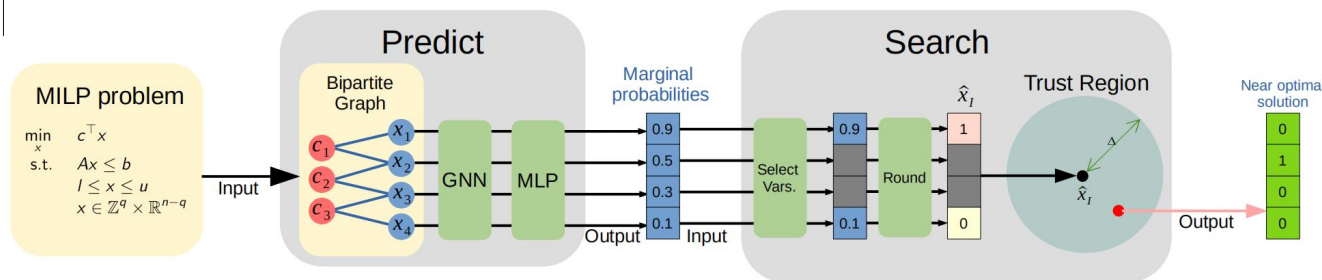 MILP problem
min c⊤x
x
s.t. Ax ≤ b
l ≤ x ≤ u
x ∈ ℤ^q × ℝ^{n−q}
Input
Predict
Bipartite
Graph
c₁
c₂
c₃
x₁
x₂
x₃
x₄
GNN
MLP
Output
Marginal
probabilities
0.9
0.5
0.3
0.1
Input
Search
Select
Vars.
0.9
0.1
Round
x̂_I
1
0
Trust Region
Δ
x̂_I
Output
Near optima
solution
0
1
0
0